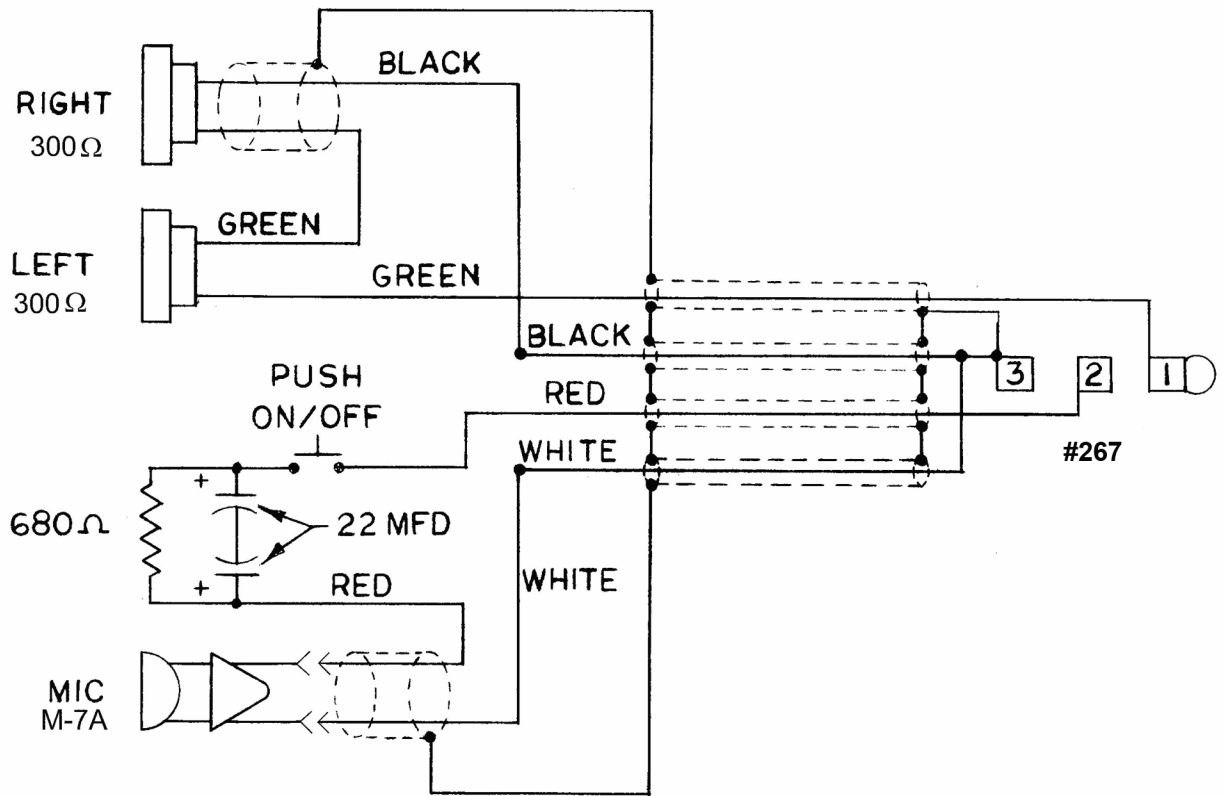 BLACK
RIGHT
300Ω
GREEN
LEFT
300Ω
GREEN
BLACK
3
2
1
PUSH
ON/OFF
RED
#267
WHITE
+
680Ω
22 MFD
+
RED
WHITE
MIC
M-7A